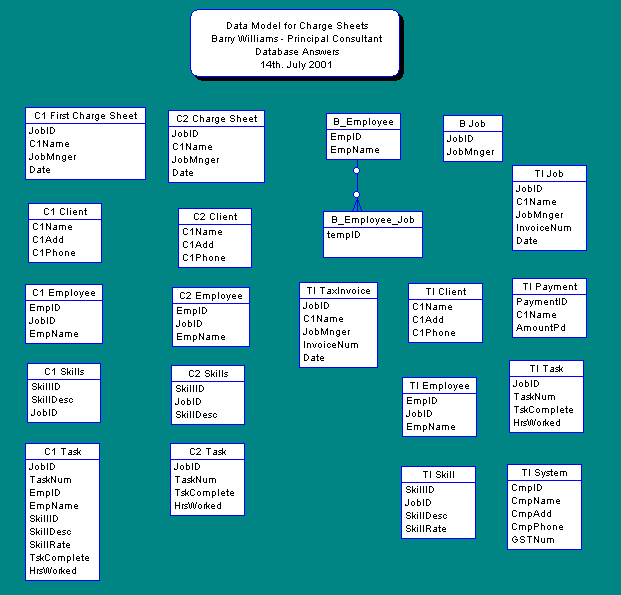 Data Model for Charge Sheets
Barry Williams - Principal Consultant
Database Answers
14th. July 2001
C1 First Charge Sheet
JobID
C1Name
JobMnger
Date
C2 Charge Sheet
JobID
C1Name
JobMnger
Date
B_Employee
EmpID
EmpName
B Job
JobID
JobMnger
TI Job
JobID
C1Name
JobMnger
InvoiceNum
Date
C1 Client
C1Name
C1Add
C1Phone
C2 Client
C1Name
C1Add
C1Phone
B_Employee_Job
tempID
C1 Employee
EmpID
JobID
EmpName
C2 Employee
EmpID
JobID
EmpName
TI TaxInvoice
JobID
C1Name
JobMnger
InvoiceNum
Date
TI Client
C1Name
C1Add
C1Phone
TI Payment
PaymentID
C1Name
AmountPd
C1 Skills
SkillID
SkillDesc
JobID
C2 Skills
SkillID
JobID
SkillDesc
TI Employee
EmpID
JobID
EmpName
TI Task
JobID
TaskNum
TskComplete
HrsWorked
C1 Task
JobID
TaskNum
EmpID
EmpName
SkillID
SkillDesc
SkillRate
TskComplete
HrsWorked
C2 Task
JobID
TaskNum
TskComplete
HrsWorked
TI Skill
SkillID
JobID
SkillDesc
SkillRate
TI System
CmpID
CmpName
CmpAdd
CmpPhone
GSTNum